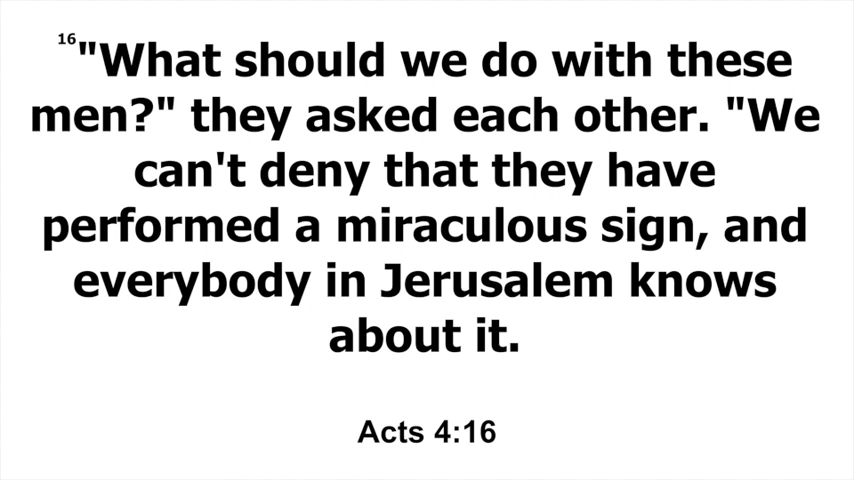 16"What should we do with these
men?" they asked each other. "We
can't deny that they have
performed a miraculous sign, and
everybody in Jerusalem knows
about it.
Acts 4:16